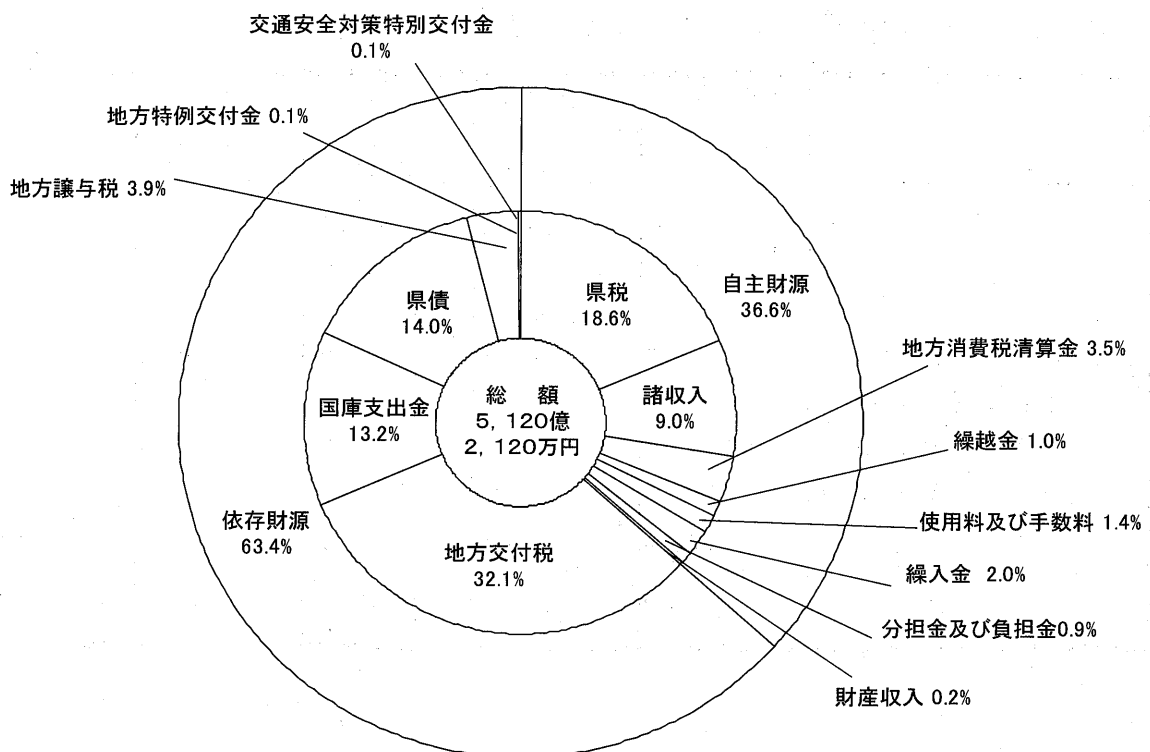 交通安全対策特別交付金
0.1%
地方特例交付金 0.1%
地方譲与税 3.9%
自主財源
36.6%
県税
18.6%
県債
14.0%
地方消費税清算金 3.5%
諸収入
9.0%
総 額
5, 120億
2, 120万円
国庫支出金
13.2%
繰越金 1.0%
使用料及び手数料 1.4%
依存財源
63.4%
地方交付税
32.1%
繰入金 2.0%
分担金及び負担金0.9%
財産収入 0.2%